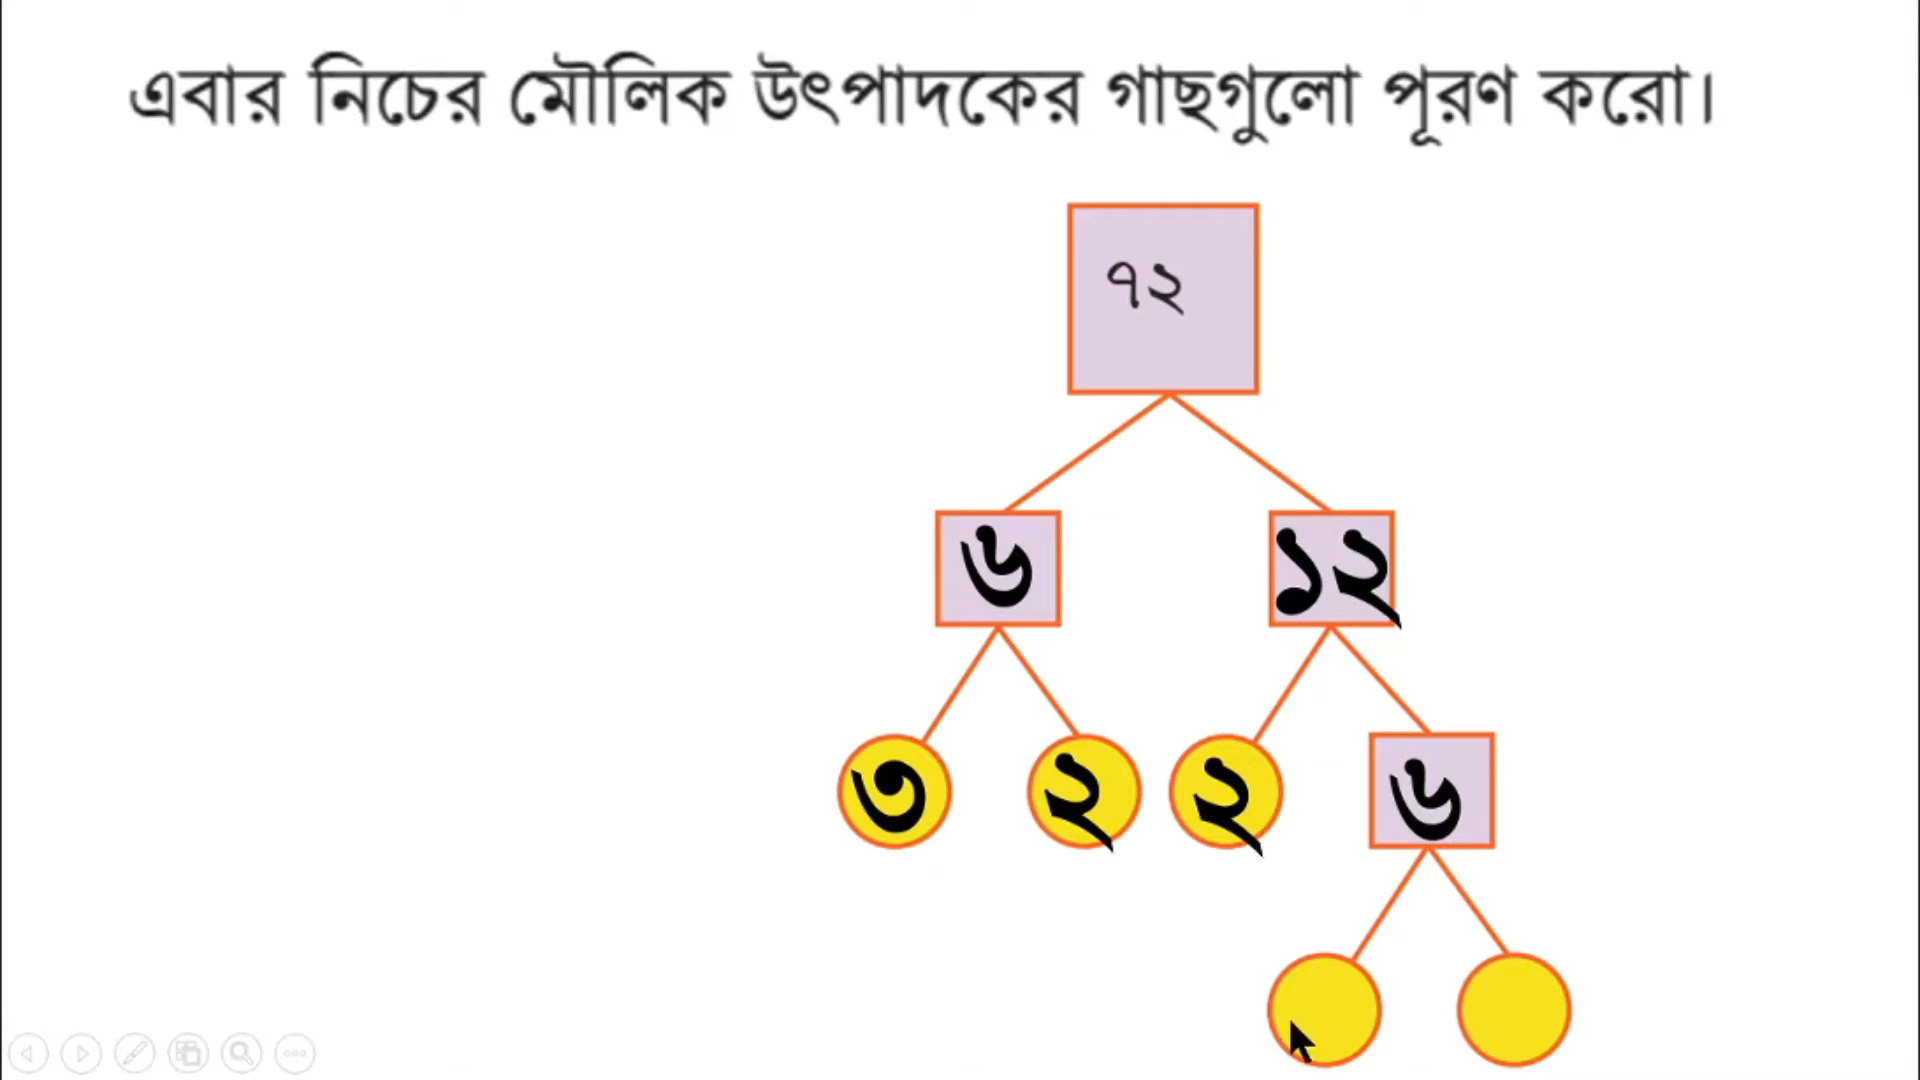 এবার নিচের মৌলিক উৎপাদকের গাছগুলো পূরণ করো।
৭২
৬ ১২
৩ ২ ২ ৬